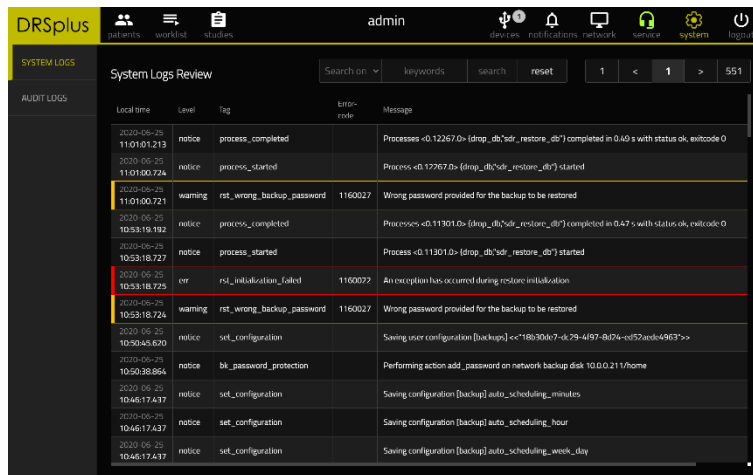 DRSplus
patients
worklist
studies
admin
devices
1
notifications
network
service
system
logout
SYSTEM LOGS
AUDIT LOGS
System Logs Review
Search on
keywords
search
reset
1
<
1
>
551
Local time Level Tag Error-code Message
2020-06-25 11:01:01.213 notice process_completed Processes <0.12267.0> {drop_db,"sdr_restore_db"} completed in 0.49 s with status ok, exitcode 0
2020-06-25 11:01:00.724 notice process_started Process <0.12267.0> {drop_db,"sdr_restore_db"} started
2020-06-25 11:01:00.721 warning rst_wrong_backup_password 1160027 Wrong password provided for the backup to be restored
2020-06-25 10:53:19.192 notice process_completed Processes <0.11301.0> {drop_db,"sdr_restore_db"} completed in 0.47 s with status ok, exitcode 0
2020-06-25 10:53:18.727 notice process_started Process <0.11301.0> {drop_db,"sdr_restore_db"} started
2020-06-25 10:53:18.725 err rst_initialization_failed 1160022 An exception has occurred during restore initialization
2020-06-25 10:53:18.724 warning rst_wrong_backup_password 1160027 Wrong password provided for the backup to be restored
2020-06-25 10:50:45.620 notice set_configuration Saving user configuration [backups] <<"18b30de7-dc29-4f97-8d24-ed52aede4963">>
2020-06-25 10:50:38.864 notice bk_password_protection Performing action add_password on network backup disk 10.0.0.211/home
2020-06-25 10:46:17.437 notice set_configuration Saving configuration [backup] auto_scheduling_minutes
2020-06-25 10:46:17.437 notice set_configuration Saving configuration [backup] auto_scheduling_hour
2020-06-25 10:46:17.437 notice set_configuration Saving configuration [backup] auto_scheduling_week_day